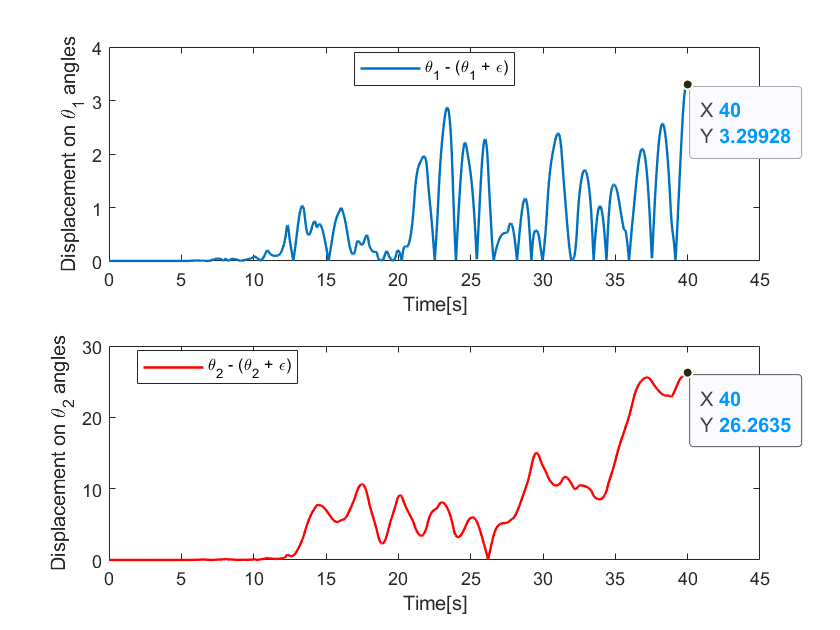 4
3
2
1
0
Displacement on θ₁ angles
θ₁ - (θ₁ + ϵ)
X 40
Y 3.29928
0 5 10 15 20 25 30 35 40 45
Time[s]
30
20
10
0
Displacement on θ₂ angles
θ₂ - (θ₂ + ϵ)
X 40
Y 26.2635
0 5 10 15 20 25 30 35 40 45
Time[s]